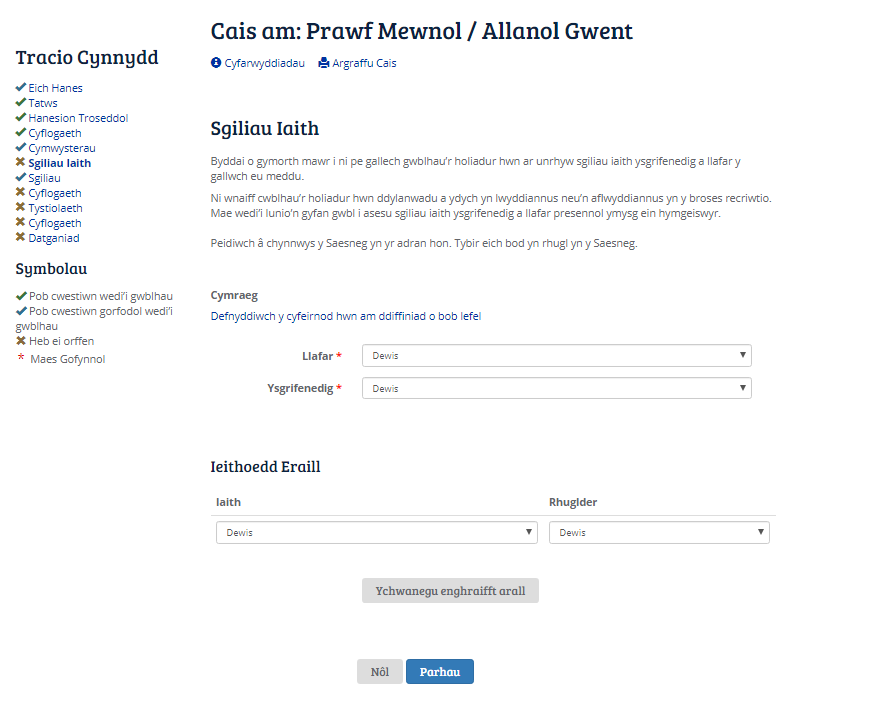 Cais am: Prawf Mewnol / Allanol Gwent
Cyfarwyddiadau Argraffu Cais
Tracio Cynnydd
Eich Hanes
Tatws
Hanesion Troseddol
Cyflogaeth
Cymwysterau
Sgiliau Iaith
Sgiliau
Cyflogaeth
Tystiolaeth
Cyflogaeth
Datganiad
Symbolau
Pob cwestiwn wedi'i gwblhau
Pob cwestiwn gorfodol wedi'i
gwblhau
Heb ei orffen
* Maes Gofynnol
Sgiliau Iaith
Byddai o gymorth mawr i ni pe gallech gwblhau'r holiadur hwn ar unrhyw sgiliau iaith ysgrifenedig a llafar y
gallwch eu meddu.
Ni wnaiff cwblhau'r holiadur hwn ddylanwadu a ydych yn lwyddiannus neu'n aflwyddiannus yn y broses recriwtio.
Mae wedi'i lunio'n gyfan gwbl i asesu sgiliau iaith ysgrifenedig a llafar presennol ymysg ein hymgeiswyr.
Peidiwch â chynnwys y Saesneg yn yr adran hon. Tybir eich bod yn rhugl yn y Saesneg.
Cymraeg
Defnyddiwch y cyfeirnod hwn am ddiffiniad o bob lefel
Llafar * Dewis
Ysgrifenedig * Dewis
Ieithoedd Eraill
Iaith Rhuglder
Dewis Dewis
Ychwanegu enghraifft arall
Nôl Parhau